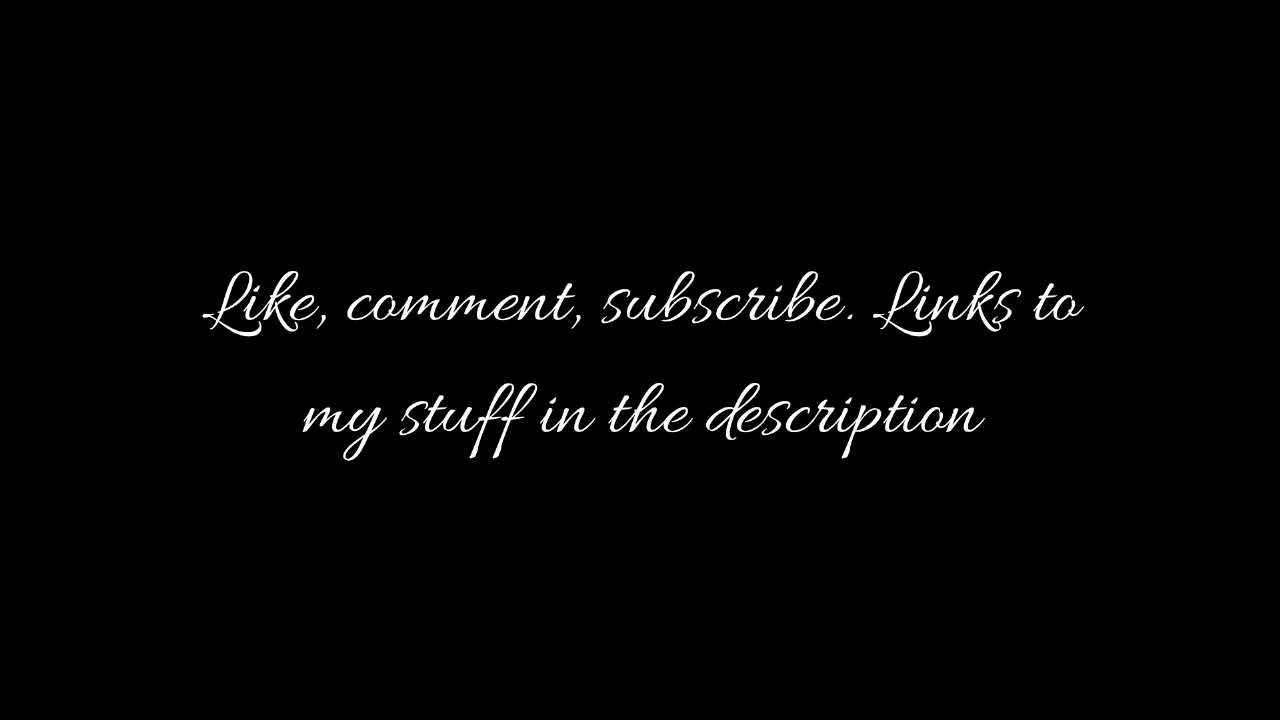 Like, comment, subscribe. Links to
my stuff in the description